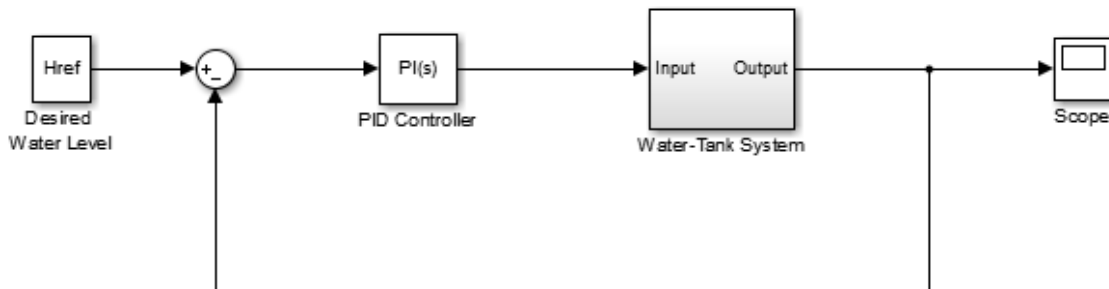 Href
Desired
Water Level
+
−
PI(s)
PID Controller
Input
Output
Water-Tank System
Scope